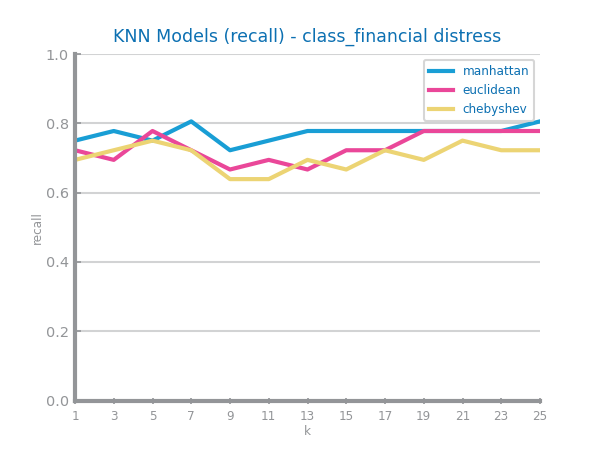 KNN Models (recall) - class_financial distress
1.0
0.8
0.6
0.4
0.2
0.0
recall
manhattan
euclidean
chebyshev
1 3 5 7 9 11 13 15 17 19 21 23 25
k